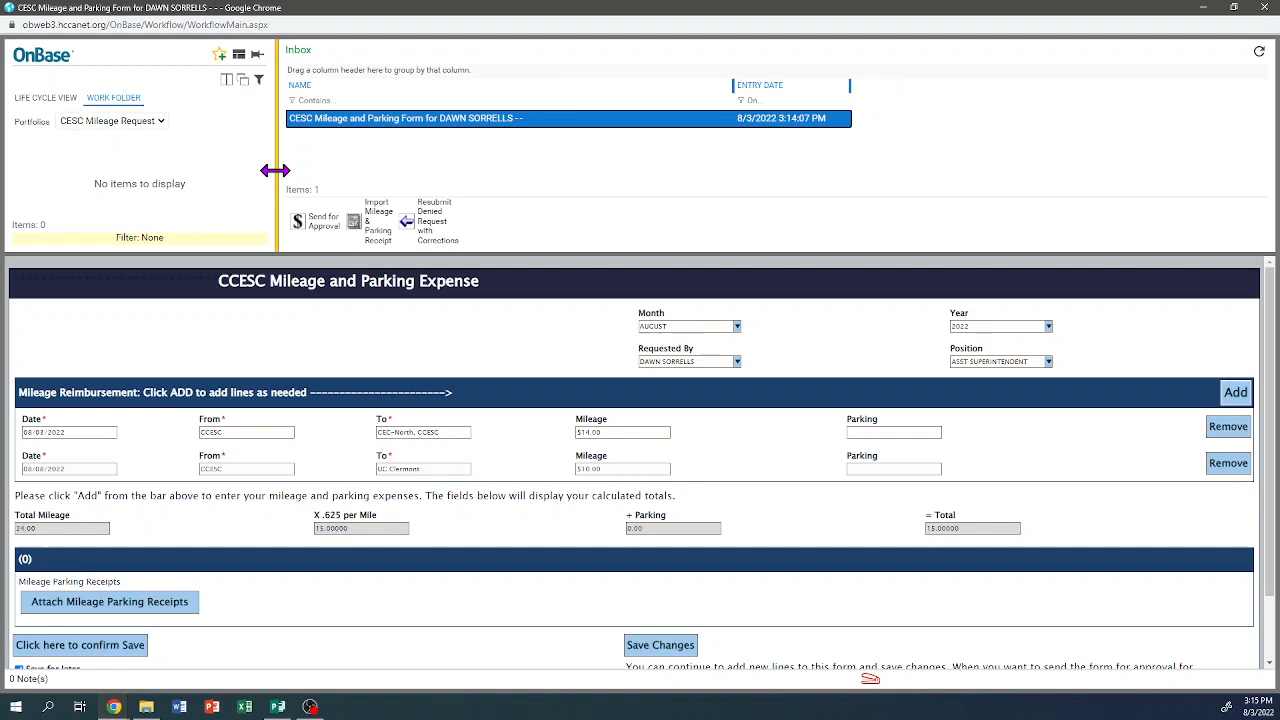 CESC Mileage and Parking Form for DAWN SORRELLS - - - Google Chrome
obweb3.hccanet.org/OnBase/Workflow/WorkflowMain.aspx
OnBase
LIFE CYCLE VIEW WORK FOLDER
Portfolios CESC Mileage Request
No items to display
Items: 0
Filter: None
Inbox
Drag a column header here to group by that column.
NAME ENTRY DATE
Contains... On...
CESC Mileage and Parking Form for DAWN SORRELLS - - 8/3/2022 3:14:07 PM
Items: 1
Send for
Approval
Import
Mileage
&
Parking
Receipt
Resubmit
Denied
Request
with
Corrections
CCESC Mileage and Parking Expense
Month Year
AUGUST 2022
Requested By Position
DAWN SORRELLS ASST SUPERINTENDENT
Mileage Reimbursement: Click ADD to add lines as needed ----------------------> Add
Date* From* To* Mileage Parking
08/03/2022 CCESC CEC-North, CCESC $14.00 Remove
Date* From* To* Mileage Parking
08/08/2022 CCESC UC Clermont $10.00 Remove
Please click "Add" from the bar above to enter your mileage and parking expenses. The fields below will display your calculated totals.
Total Mileage X .625 per Mile + Parking = Total
24.00 15.00000 0.00 15.00000
(0)
Mileage Parking Receipts
Attach Mileage Parking Receipts
Click here to confirm Save Save Changes
Save for later You can continue to add new lines to this form and save changes. When you want to send the form for approval for
0 Note(s)
3:15 PM
8/3/2022